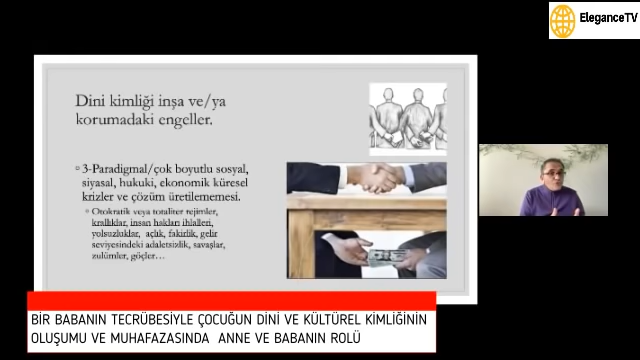 EleganceTV
Dini kimliği inşa ve/ya
korumadaki engeller.
3-Paradigmal/çok boyutlu sosyal,
siyasal, hukuki, ekonomik küresel
krizler ve çözüm üretilememesi.
Otokratik veya totaliter rejimler,
krallıklar, insan hakları ihlalleri,
yolsuzluklar, açlık, fakirlik, gelir
seviyesindeki adaletsizlik, savaşlar,
zulümler, göçler…
BİR BABANIN TECRÜBESİYLE ÇOCUĞUN DİNİ VE KÜLTÜREL KİMLİĞİNİN
OLUŞUMU VE MUHAFAZASINDA ANNE VE BABANIN ROLÜ